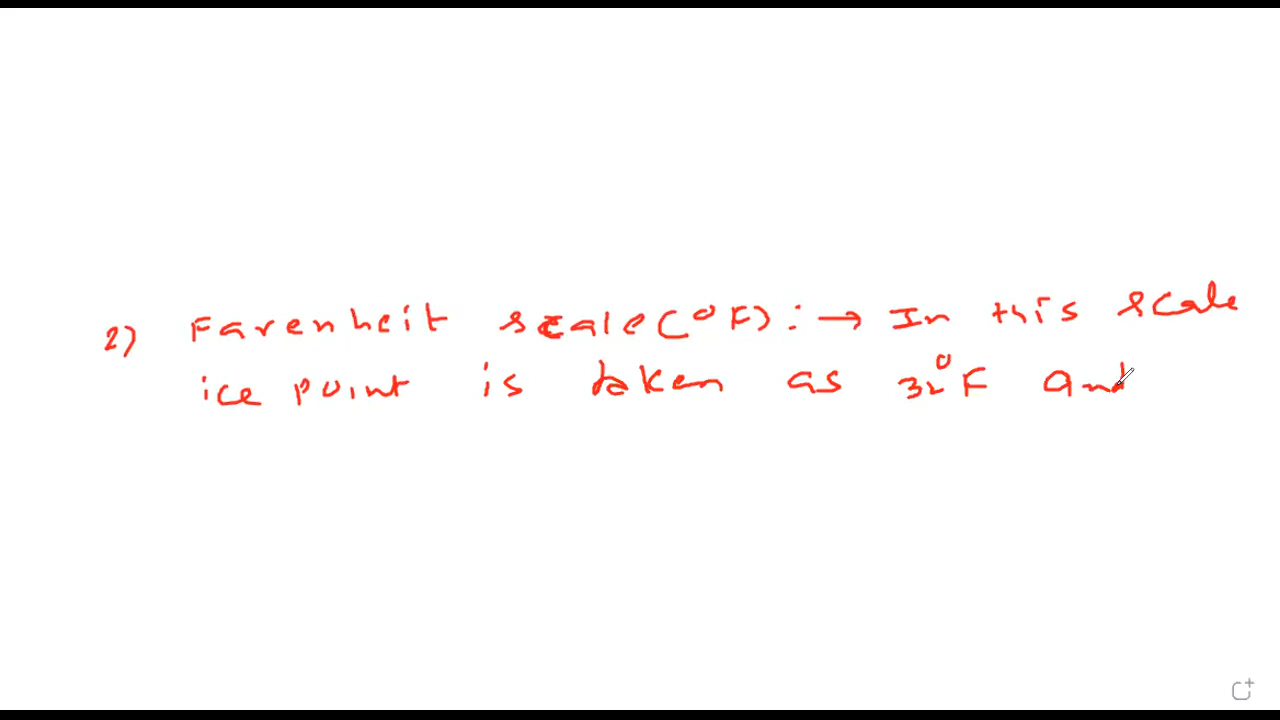 2) Farenheit scale (°F) : → In this scale
ice point is taken as 32°F and